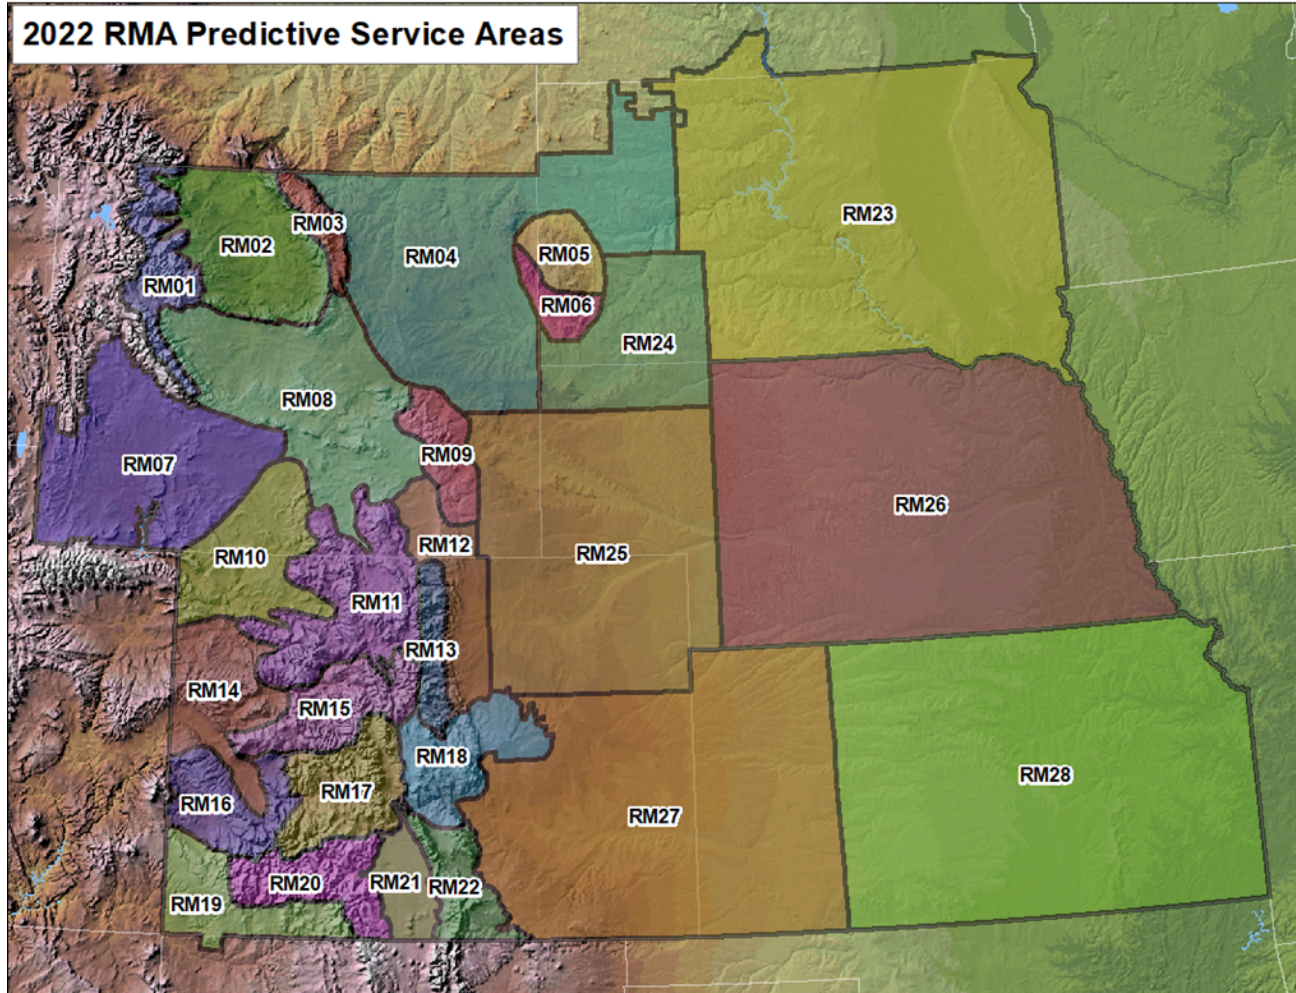 2022 RMA Predictive Service Areas
RM01
RM02
RM03
RM04
RM05
RM06
RM07
RM08
RM09
RM10
RM11
RM12
RM13
RM14
RM15
RM16
RM17
RM18
RM19
RM20
RM21
RM22
RM23
RM24
RM25
RM26
RM27
RM28